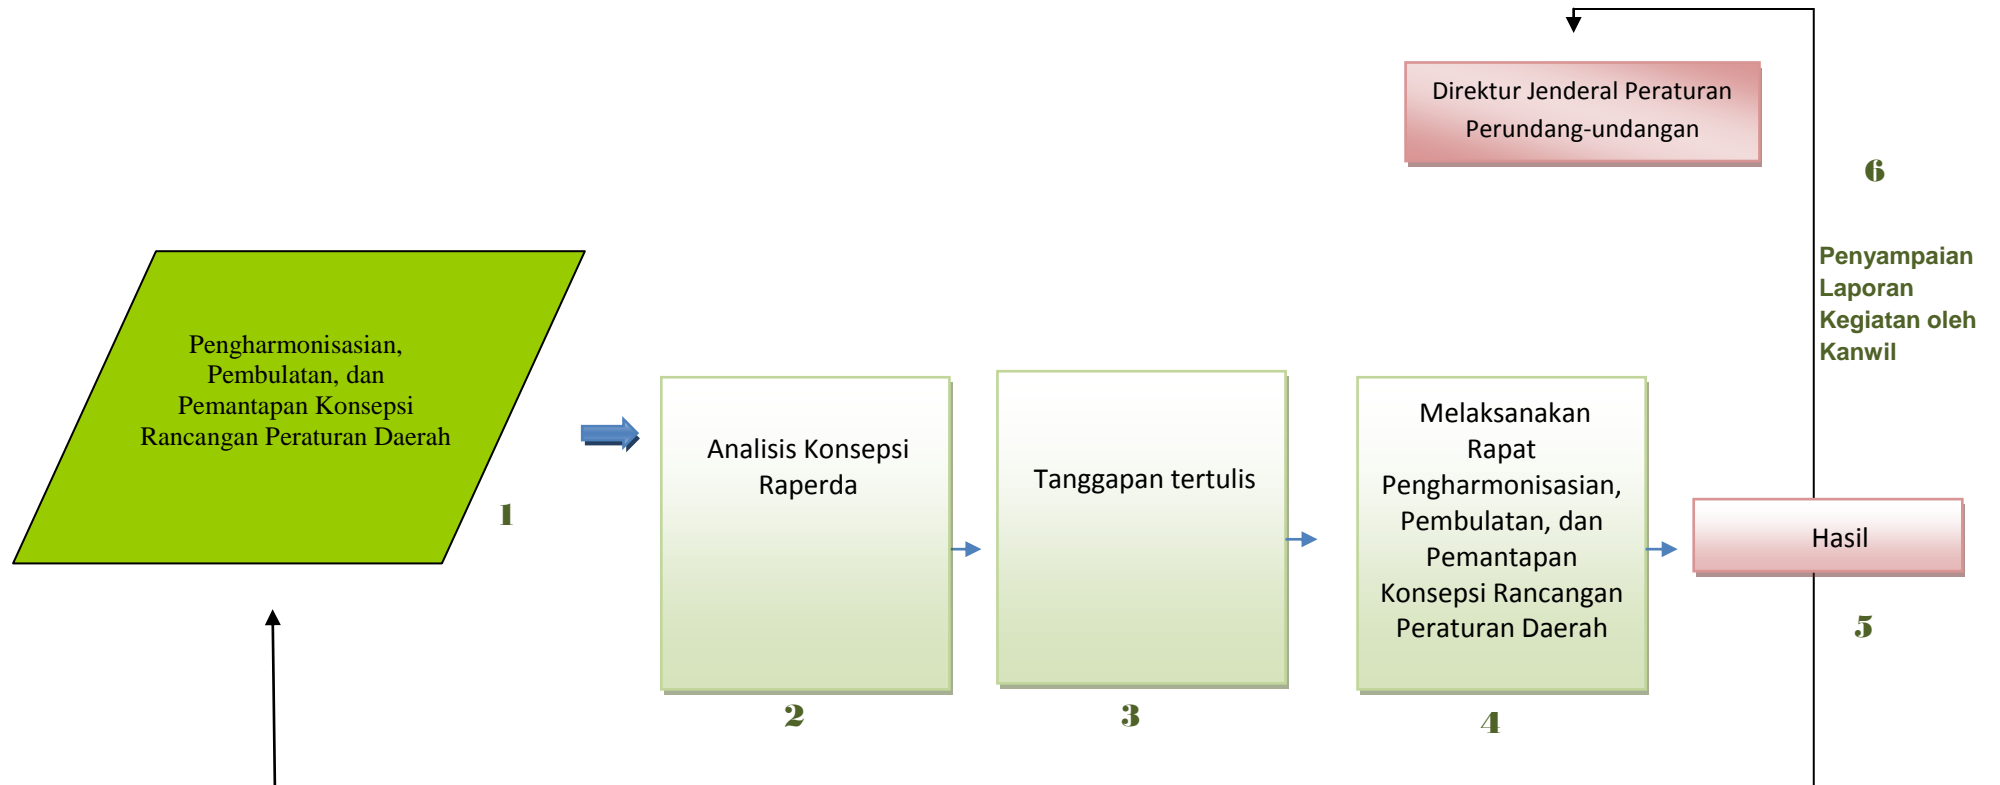 Direktur Jenderal Peraturan
Perundang-undangan
6
Penyampaian
Laporan
Kegiatan oleh
Kanwil
Pengharmonisasian,
Pembulatan, dan
Pemantapan Konsepsi
Rancangan Peraturan Daerah
1
Analisis Konsepsi
Raperda
2
Tanggapan tertulis
3
Melaksanakan
Rapat
Pengharmonisasian,
Pembulatan, dan
Pemantapan
Konsepsi Rancangan
Peraturan Daerah
4
Hasil
5